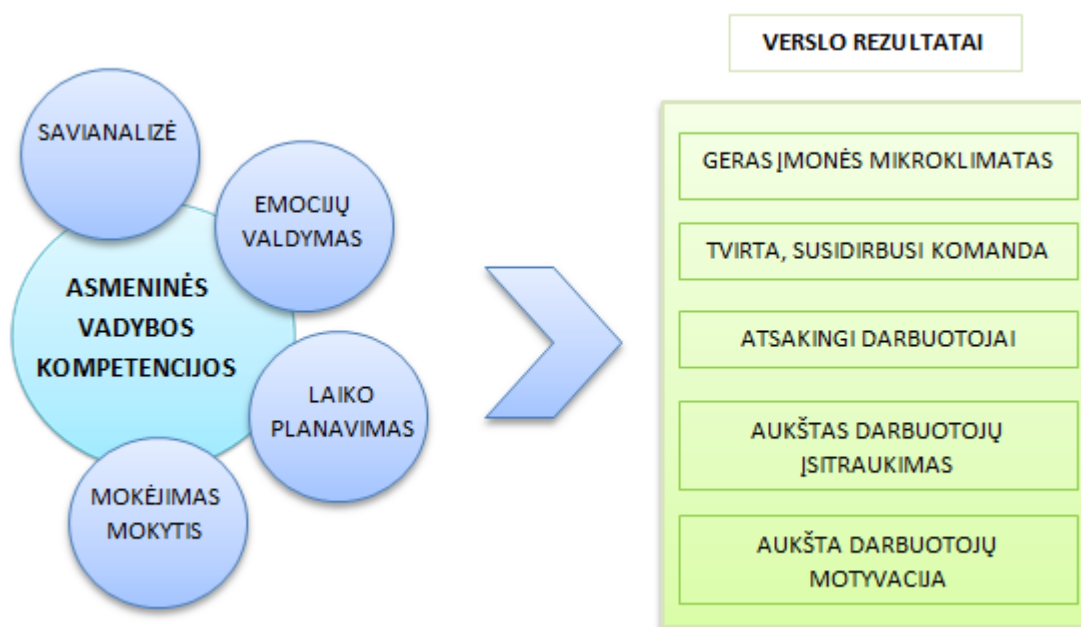 SAVIANALIZĖ
EMOCIJŲ
VALDYMAS
ASMENINĖS
VADYBOS
KOMPETENCIJOS
LAIKO
PLANAVIMAS
MOKĖJIMAS
MOKYTIS
VERSLO REZULTATAI
GERAS ĮMONĖS MIKROKLIMATAS
TVIRTA, SUSIDIRBUSI KOMANDA
ATSAKINGI DARBUOTOJAI
AUKŠTAS DARBUOTOJŲ
ĮSITRAUKIMAS
AUKŠTA DARBUOTOJŲ
MOTYVACIJA